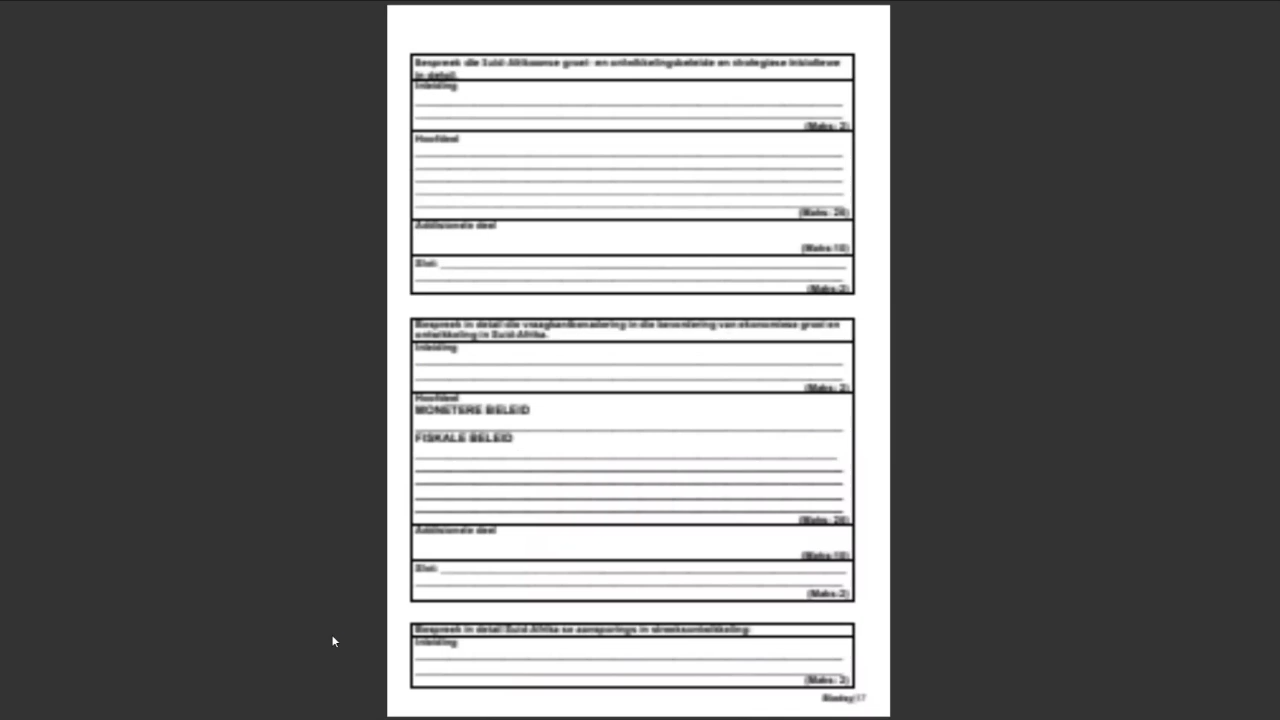 Bespreek die Suid-Afrikaanse groei- en ontwikkelingsbeleide en strategiese inisiatiewe
in detail.
Inleiding
(Maks. 2)
Hoofdeel
(Maks. 26)
Addisionele deel
(Maks 10)
Slot:
(Maks 2)
Bespreek in detail die vraagkantbenadering in die bevordering van ekonomiese groei en
ontwikkeling in Suid-Afrika.
Inleiding
(Maks. 2)
Hoofdeel
MONETERE BELEID
FISKALE BELEID
(Maks. 26)
Addisionele deel
(Maks 10)
Slot:
(Maks 2)
Bespreek in detail Suid-Afrika se aansporings in streeksontwikkeling
Inleiding
(Maks. 2)